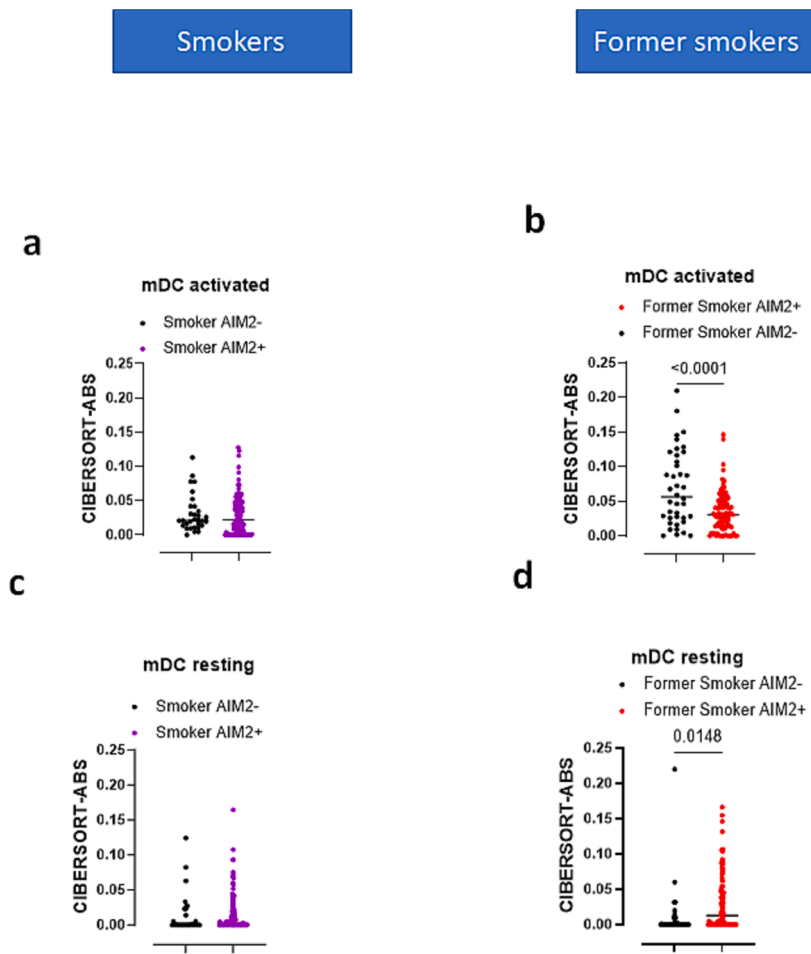 Smokers
Former smokers
a
mDC activated
Smoker AIM2-
Smoker AIM2+
CIBERSORT-ABS
0.25
0.20
0.15
0.10
0.05
0.00
b
mDC activated
Former Smoker AIM2+
Former Smoker AIM2-
<0.0001
CIBERSORT-ABS
0.25
0.20
0.15
0.10
0.05
0.00
c
mDC resting
Smoker AIM2-
Smoker AIM2+
CIBERSORT-ABS
0.25
0.20
0.15
0.10
0.05
0.00
d
mDC resting
Former Smoker AIM2-
Former Smoker AIM2+
0.0148
CIBERSORT-ABS
0.25
0.20
0.15
0.10
0.05
0.00